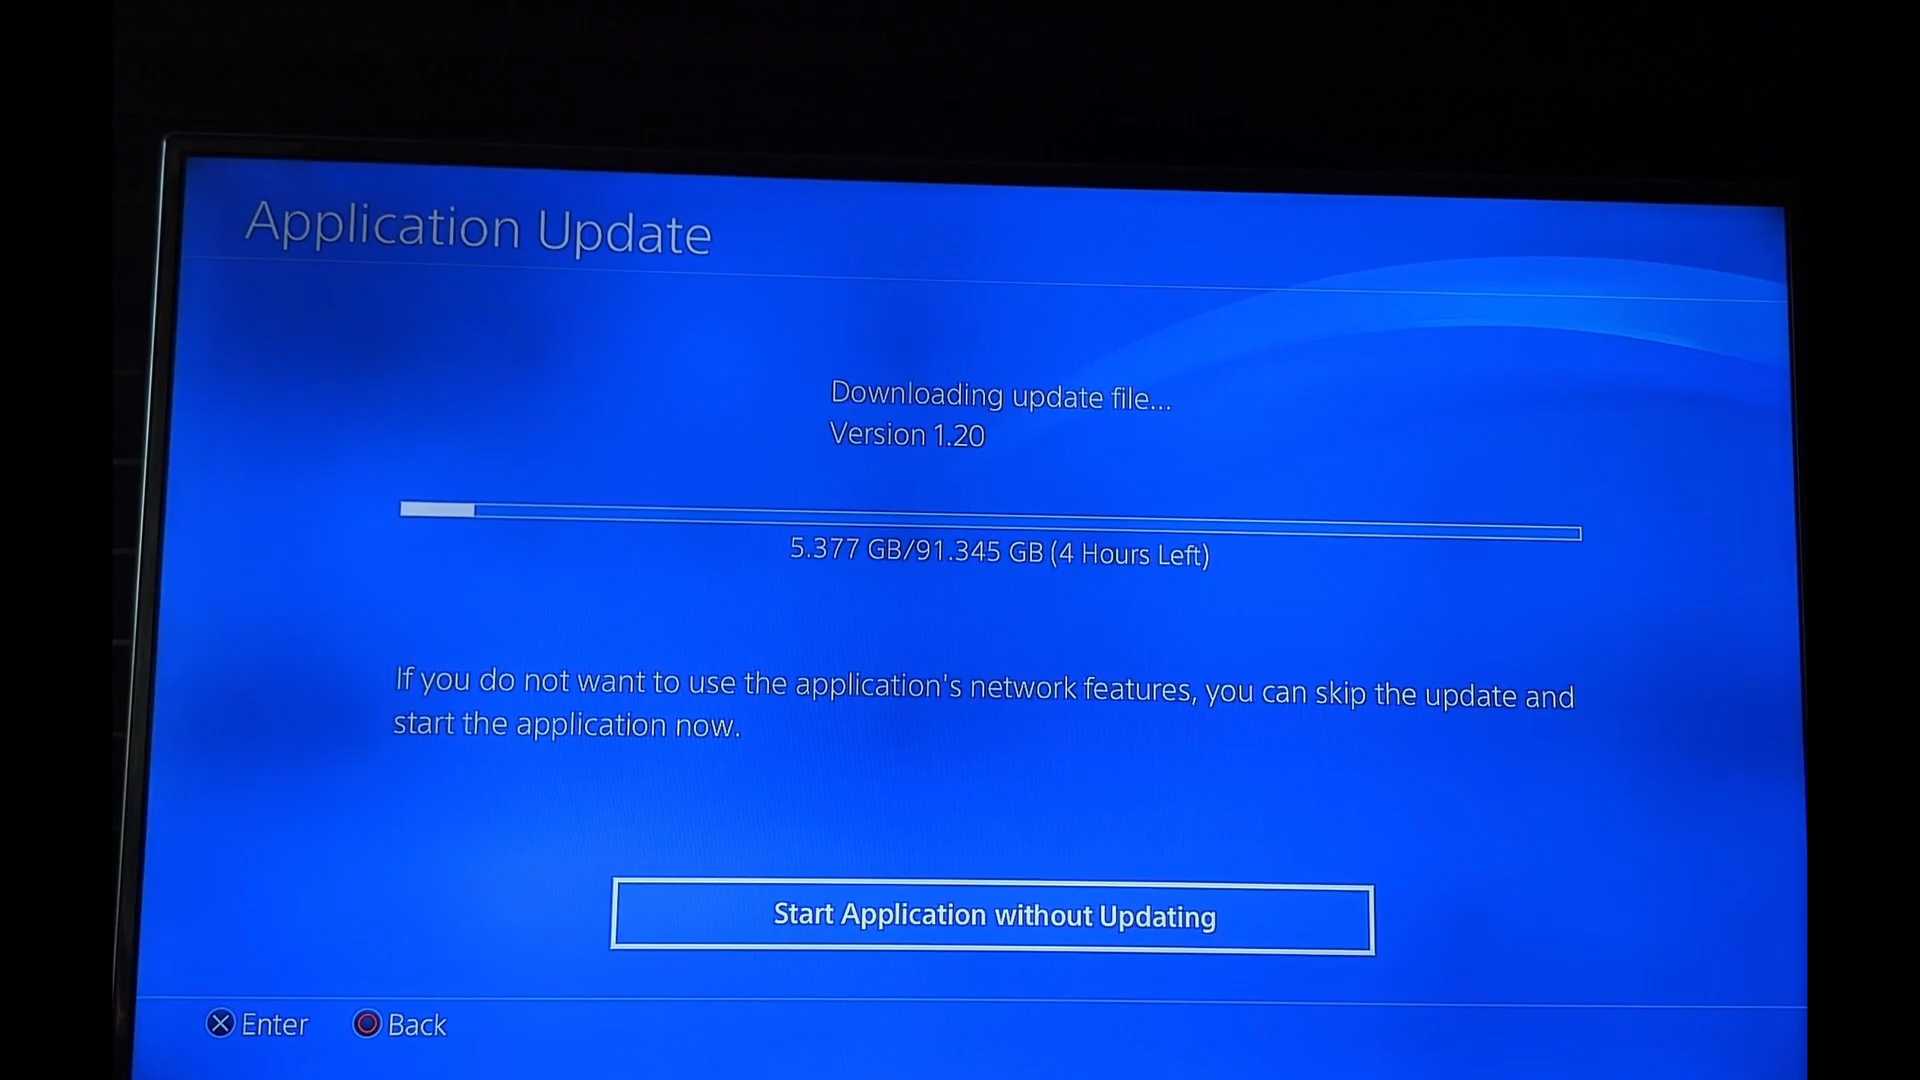 Application Update
Downloading update file...
Version 1.20
5.377 GB/91.345 GB (4 Hours Left)
If you do not want to use the application's network features, you can skip the update and
start the application now.
Start Application without Updating
Enter Back